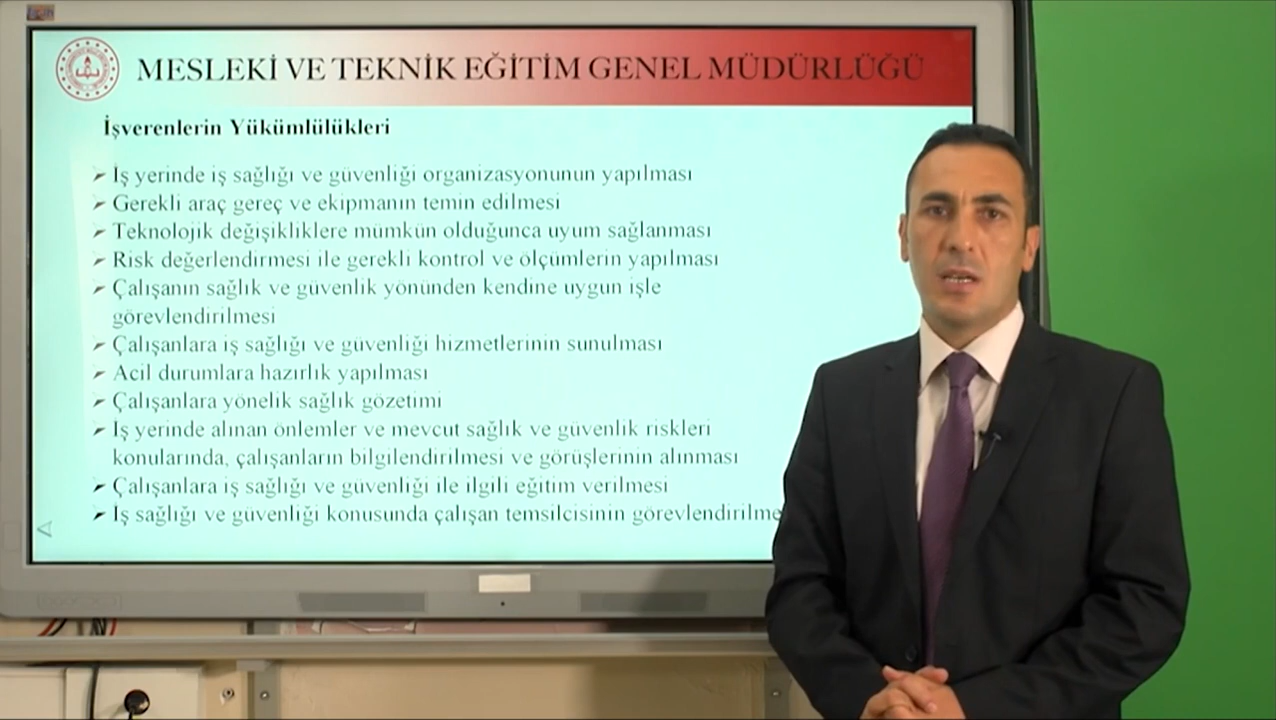 MESLEKİ VE TEKNİK EĞİTİM GENEL MÜDÜRLÜĞÜ
İşverenlerin Yükümlülükleri
İş yerinde iş sağlığı ve güvenliği organizasyonunun yapılması
Gerekli araç gereç ve ekipmanın temin edilmesi
Teknolojik değişikliklere mümkün olduğunca uyum sağlanması
Risk değerlendirmesi ile gerekli kontrol ve ölçümlerin yapılması
Çalışanın sağlık ve güvenlik yönünden kendine uygun işle
görevlendirilmesi
Çalışanlara iş sağlığı ve güvenliği hizmetlerinin sunulması
Acil durumlara hazırlık yapılması
Çalışanlara yönelik sağlık gözetimi
İş yerinde alınan önlemler ve mevcut sağlık ve güvenlik riskleri
konularında, çalışanların bilgilendirilmesi ve görüşlerinin alınması
Çalışanlara iş sağlığı ve güvenliği ile ilgili eğitim verilmesi
İş sağlığı ve güvenliği konusunda çalışan temsilcisinin görevlendirilme